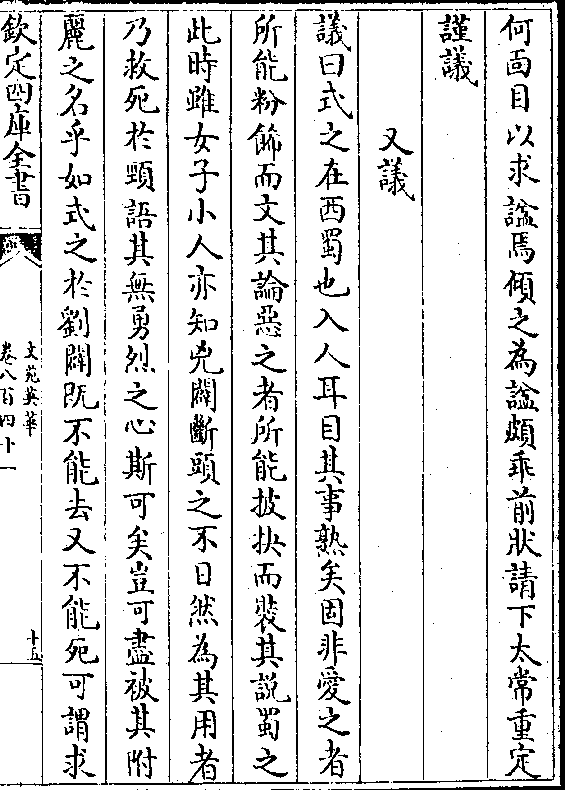 何面目以求諡焉傾之為諡頗乖前狀請下太常重定
謹議
又議
議曰式之在西蜀也入人耳目其事熟矣固非愛之者
所能粉飾而文其論惡之者所能披抉而裝其説蜀之
此時雖女子小人亦知兇闢斷頭之不日然為其用者
乃救死於頸語其無勇烈之心斯可矣豈可盡被其附
麗之名乎如式之於劉闢既不能去又不能死可謂求
欽定四庫全書
文苑英華
卷八百四十一
十五